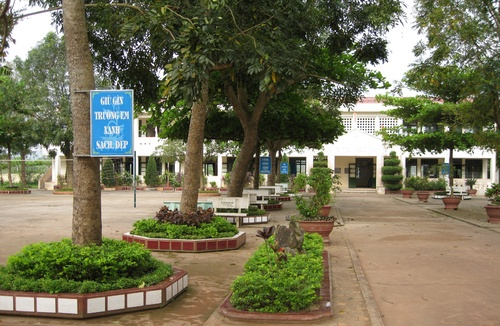 GIỮ GÌN
TRƯỜNG EM
XANH
SẠCH, ĐẸP